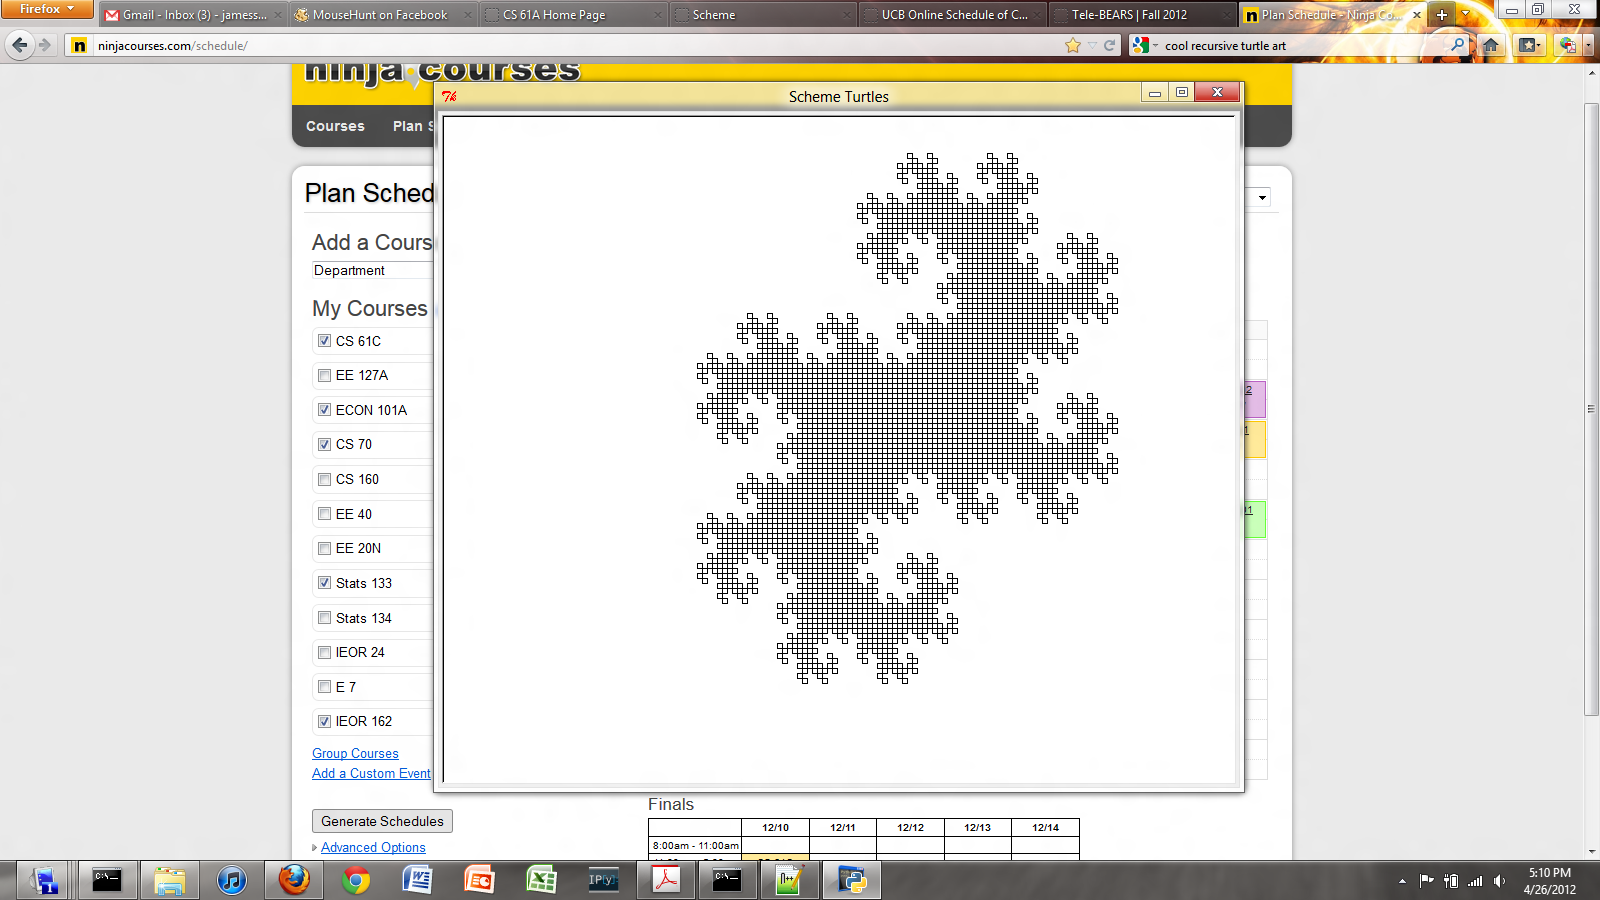 Firefox
Gmail - Inbox (3) - jamess...
MouseHunt on Facebook
CS 61A Home Page
Scheme
UCB Online Schedule of C...
Tele-BEARS | Fall 2012
Plan Schedule - Ninja Co...
ninjacourses.com/schedule/
cool recursive turtle art
ninja courses
Scheme Turtles
Courses
Plan S
Plan Sched
Add a Cours
Department
My Courses
CS 61C
EE 127A
ECON 101A
CS 70
CS 160
EE 40
EE 20N
Stats 133
Stats 134
IEOR 24
E 7
IEOR 162
2
1
11
Group Courses
Add a Custom Event
Generate Schedules
Advanced Options
Finals
12/10 12/11 12/12 12/13 12/14
8:00am - 11:00am
C:\_
IP[y]
C:\_
5:10 PM
4/26/2012